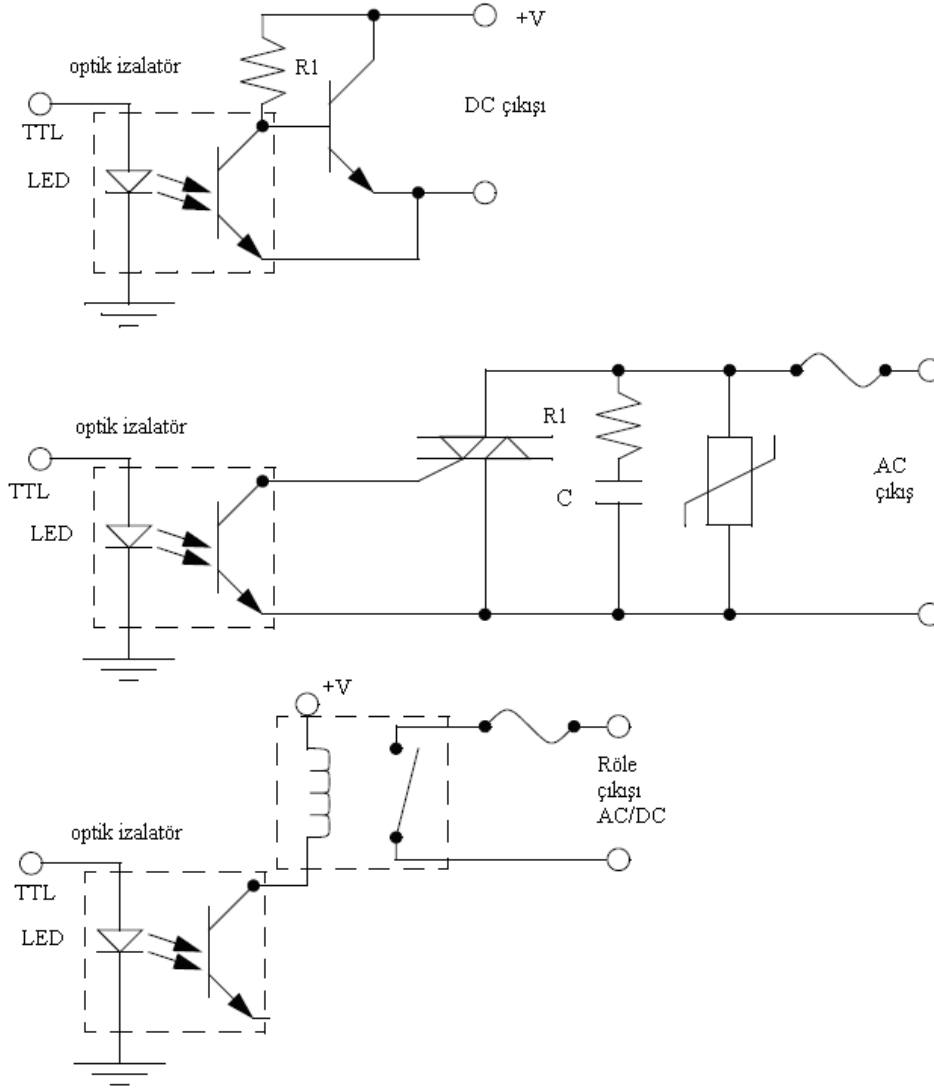 +V
R1
optik izalatör
DC çıkışı
TTL
LED
optik izalatör
R1
TTL
AC
çıkış
C
LED
+V
Röle
çıkışı
AC/DC
optik izalatör
TTL
LED